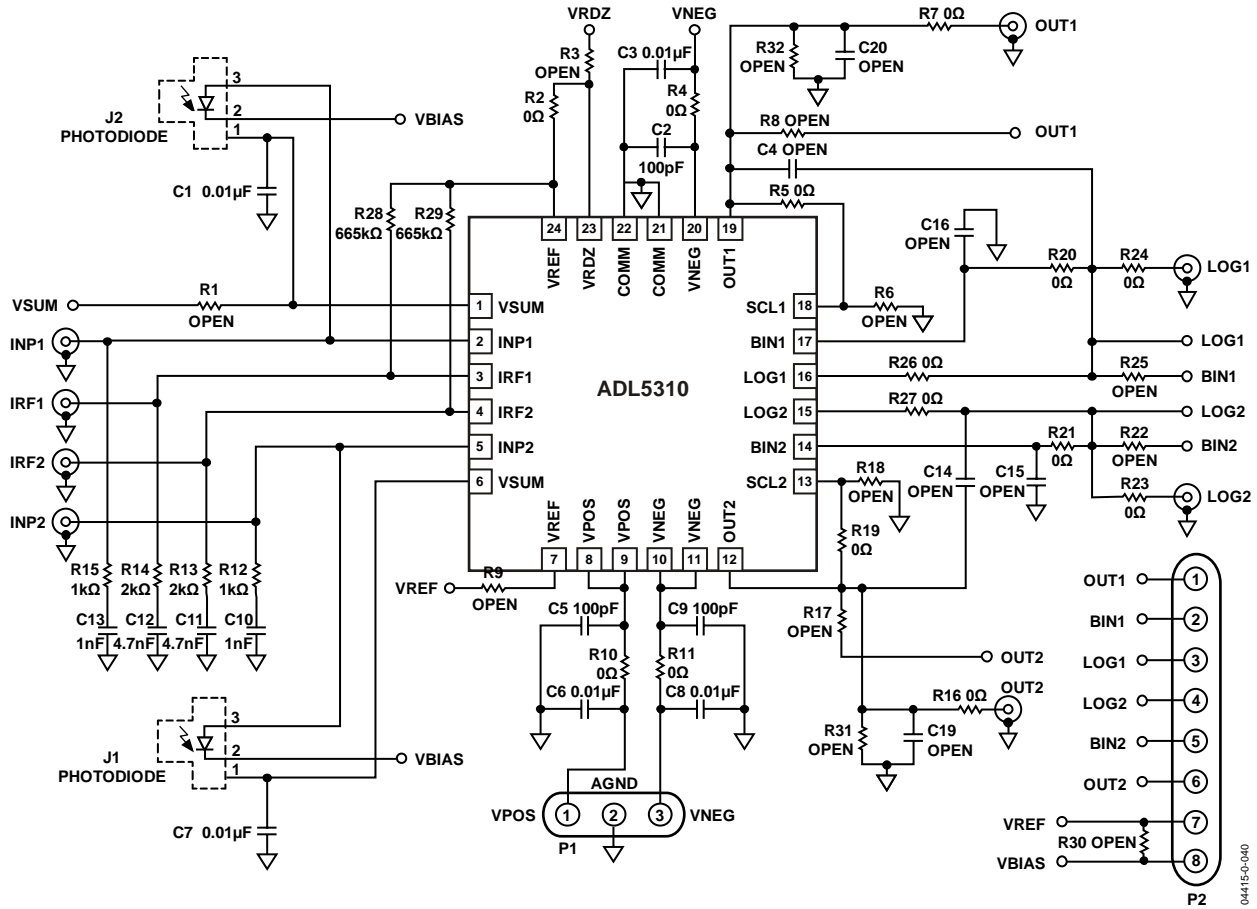 VRDZ
VNEG
R7 0Ω
OUT1
R3
OPEN
C3 0.01µF
R32
OPEN
C20
OPEN
R2
0Ω
R4
0Ω
J2
PHOTODIODE
3
2
1
VBIAS
C2
100pF
R8 OPEN
OUT1
C4 OPEN
C1 0.01µF
R5 0Ω
R28
665kΩ
R29
665kΩ
C16
OPEN
24
23
22
21
20
19
VREF
VRDZ
COMM
COMM
VNEG
OUT1
R20
0Ω
R24
0Ω
LOG1
VSUM
R1
OPEN
1
VSUM
SCL1
18
R6
OPEN
INP1
2
INP1
BIN1
17
LOG1
3
IRF1
ADL5310
LOG1
16
R26 0Ω
R25
OPEN
BIN1
IRF1
4
IRF2
LOG2
15
R27 0Ω
LOG2
IRF2
5
INP2
BIN2
14
R21
0Ω
R22
OPEN
BIN2
6
VSUM
SCL2
13
R18
OPEN
C14
OPEN
C15
OPEN
R23
0Ω
LOG2
INP2
VREF
VPOS
VPOS
VNEG
VNEG
OUT2
7
8
9
10
11
12
R19
0Ω
R15
1kΩ
R14
2kΩ
R13
2kΩ
R12
1kΩ
VREF
R9
OPEN
C13
1nF
C12
4.7nF
C11
4.7nF
C10
1nF
C5 100pF
C9 100pF
R17
OPEN
R10
0Ω
R11
0Ω
OUT2
C6 0.01µF
C8 0.01µF
R16 0Ω
OUT2
R31
OPEN
C19
OPEN
J1
PHOTODIODE
3
2
1
VBIAS
C7 0.01µF
AGND
VPOS
1
2
3
VNEG
P1
OUT1
1
BIN1
2
LOG1
3
LOG2
4
BIN2
5
OUT2
6
VREF
7
R30 OPEN
VBIAS
8
P2
04415-0-040